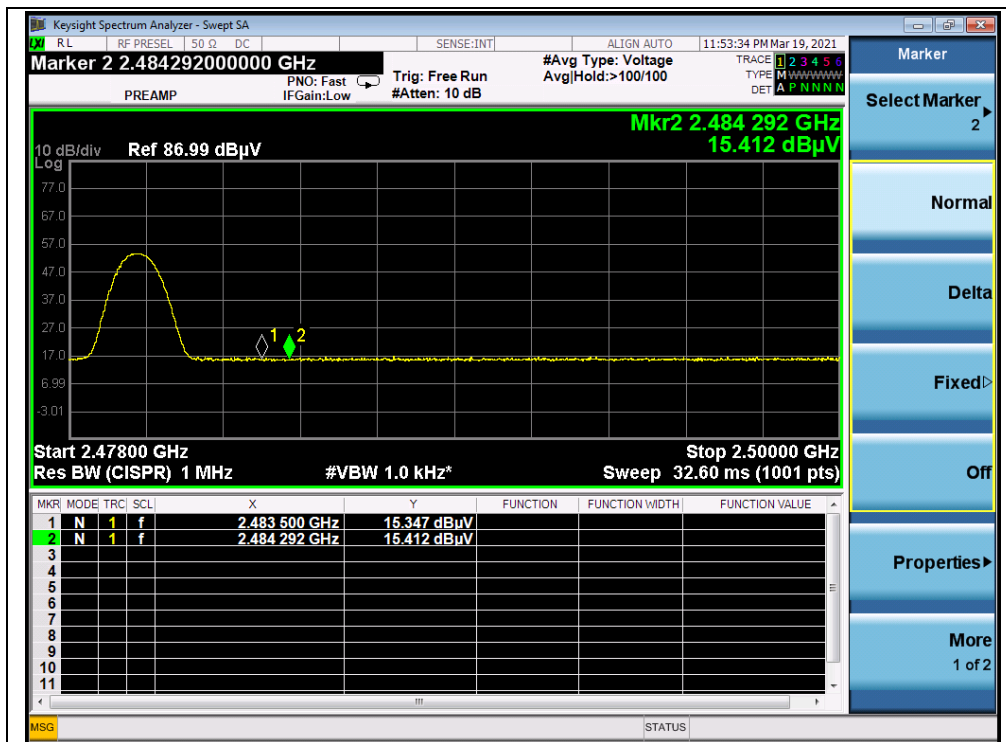 Keysight Spectrum Analyzer - Swept SA
LXI RL RF PRESEL 50 Ω DC SENSE:INT ALIGN AUTO 11:53:34 PM Mar 19, 2021
Marker 2 2.484292000000 GHz
PREAMP
PNO: Fast
IFGain:Low
Trig: Free Run
#Atten: 10 dB
#Avg Type: Voltage
Avg|Hold:>100/100
TRACE 1 2 3 4 5 6
TYPE M WWWWW
DET A P N N N N
Mkr2 2.484 292 GHz
15.412 dBµV
10 dB/div Ref 86.99 dBµV
Log
77.0
67.0
57.0
47.0
37.0
27.0
17.0
6.99
-3.01
1 2
Start 2.47800 GHz Stop 2.50000 GHz
Res BW (CISPR) 1 MHz #VBW 1.0 kHz* Sweep 32.60 ms (1001 pts)
MKR MODE TRC SCL X Y FUNCTION FUNCTION WIDTH FUNCTION VALUE
1 N 1 f 2.483 500 GHz 15.347 dBµV
2 N 1 f 2.484 292 GHz 15.412 dBµV
3
4
5
6
7
8
9
10
11
MSG STATUS
Marker
Select Marker
2
Normal
Delta
Fixed
Off
Properties
More
1 of 2